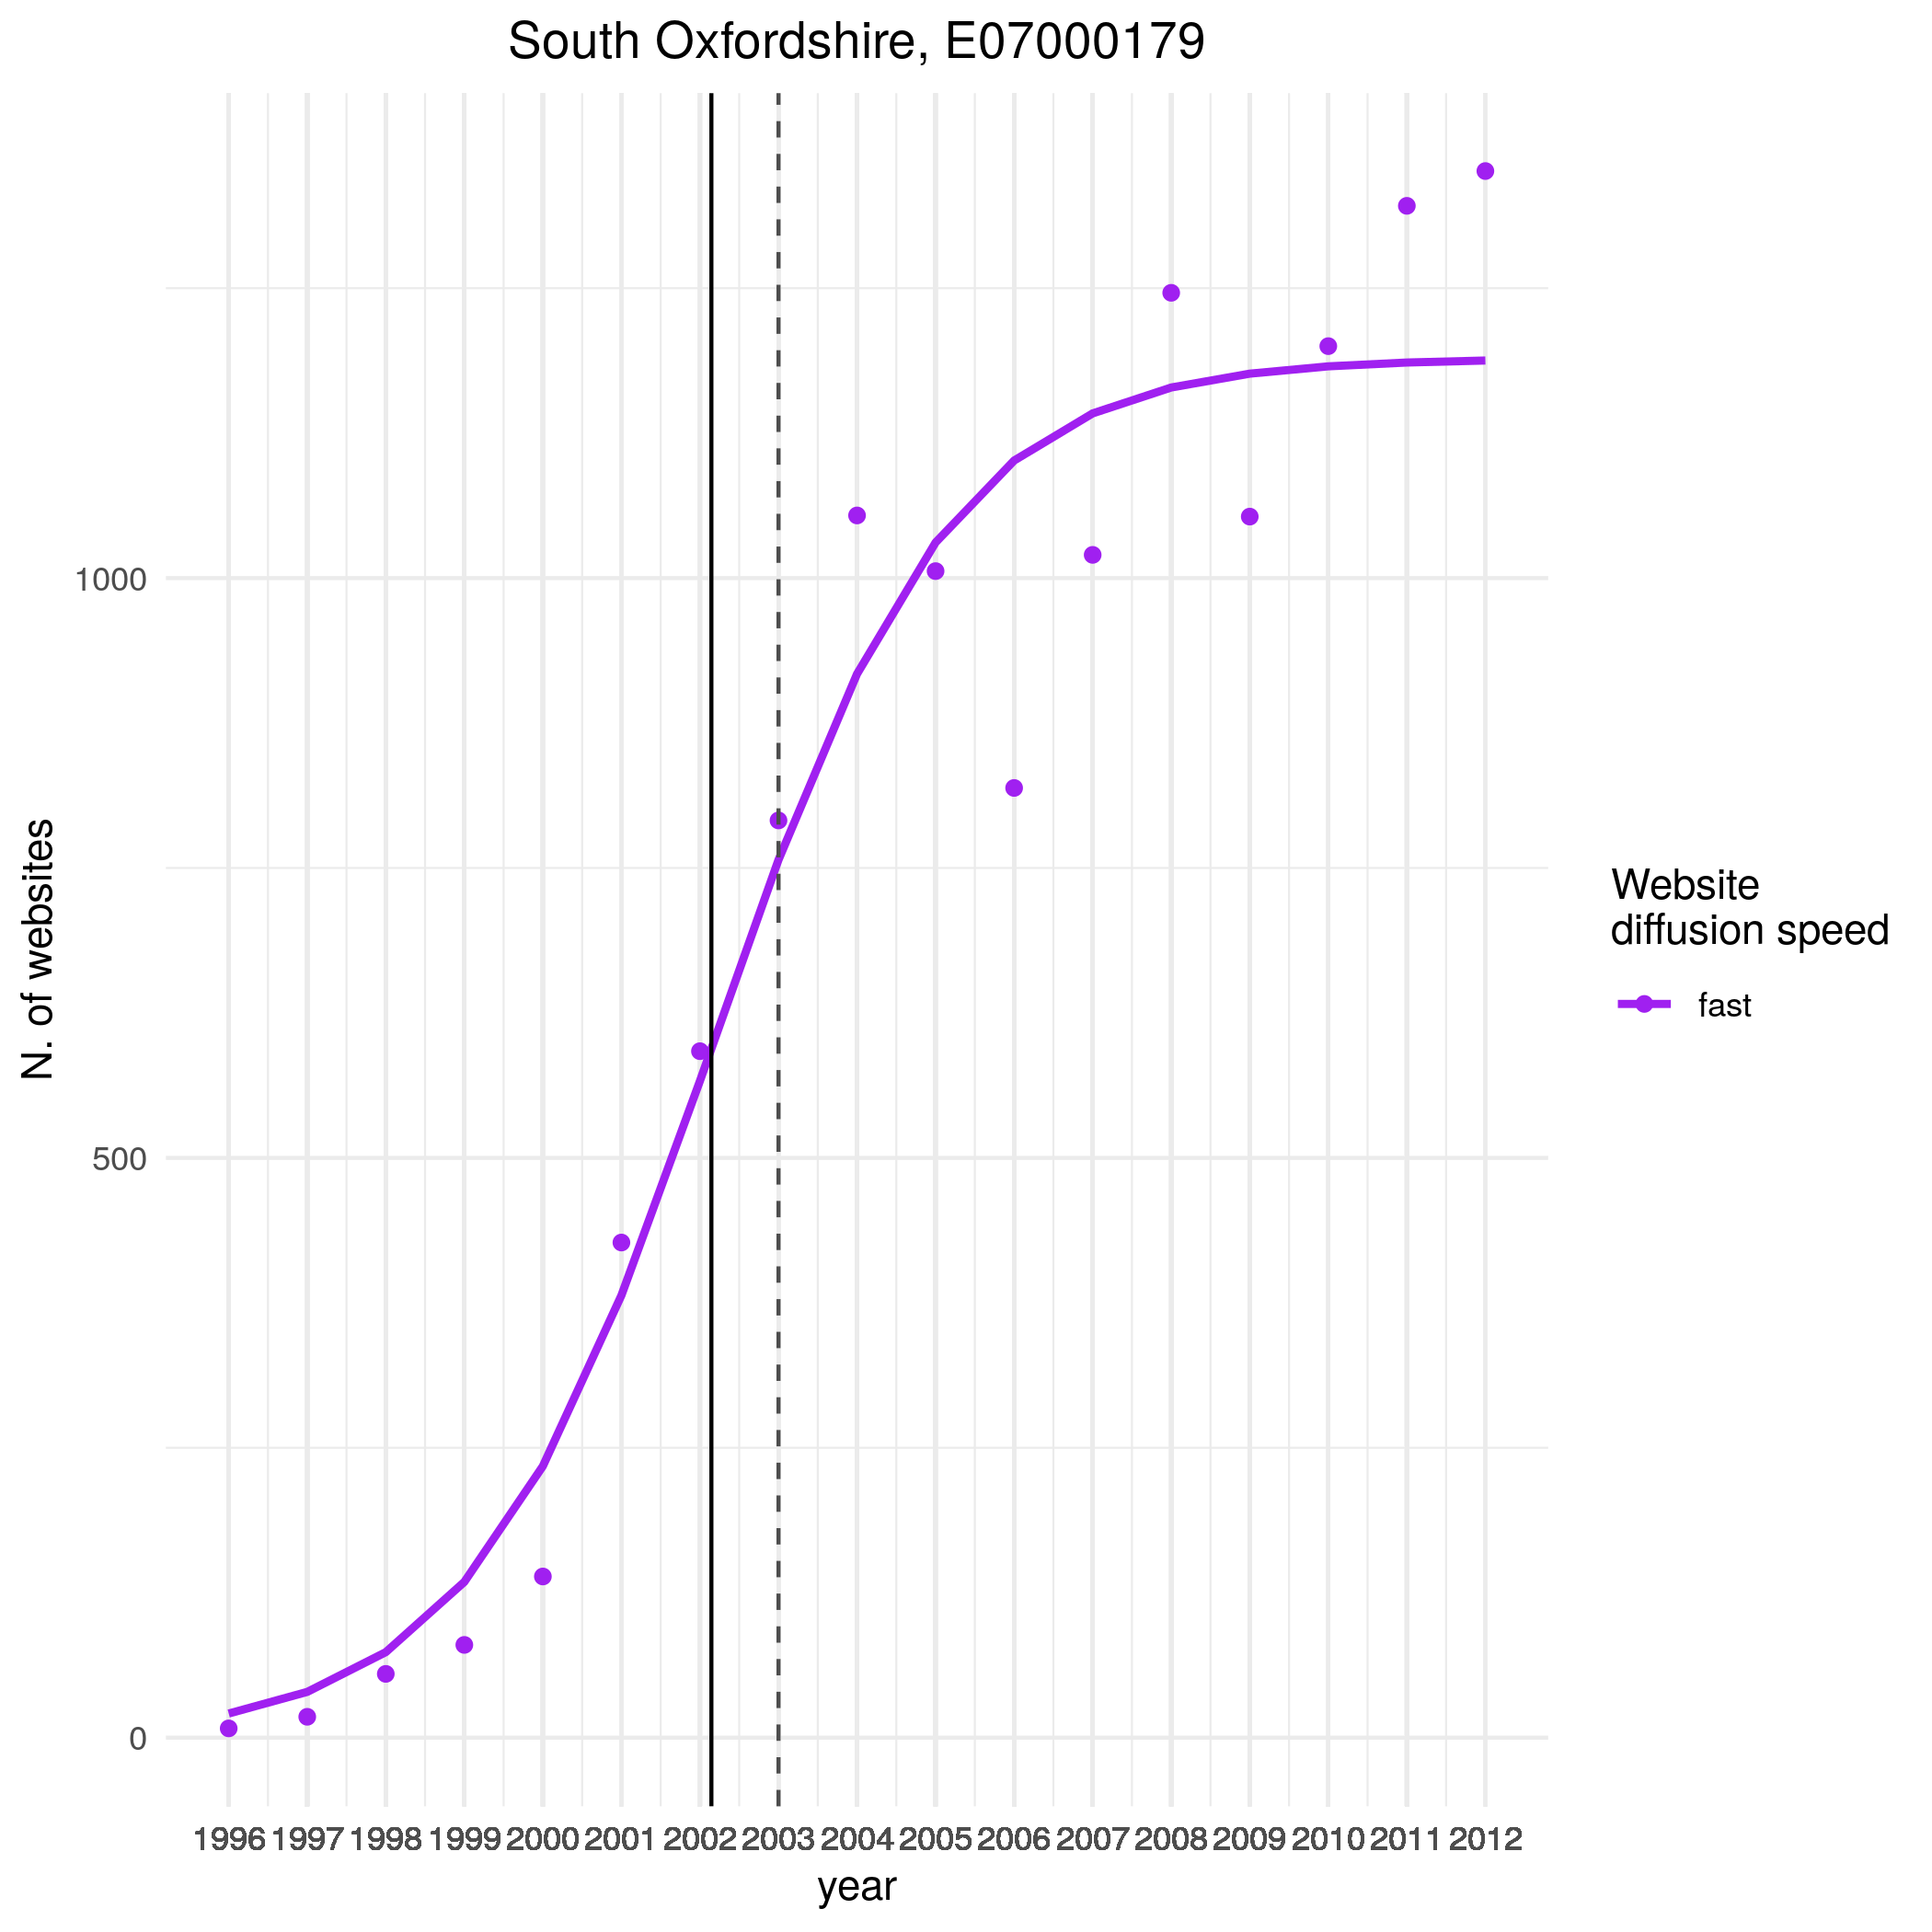 South Oxfordshire, E07000179
N. of websites
1000
500
0
1996 1997 1998 1999 2000 2001 2002 2003 2004 2005 2006 2007 2008 2009 2010 2011 2012
year
Website
diffusion speed
fast